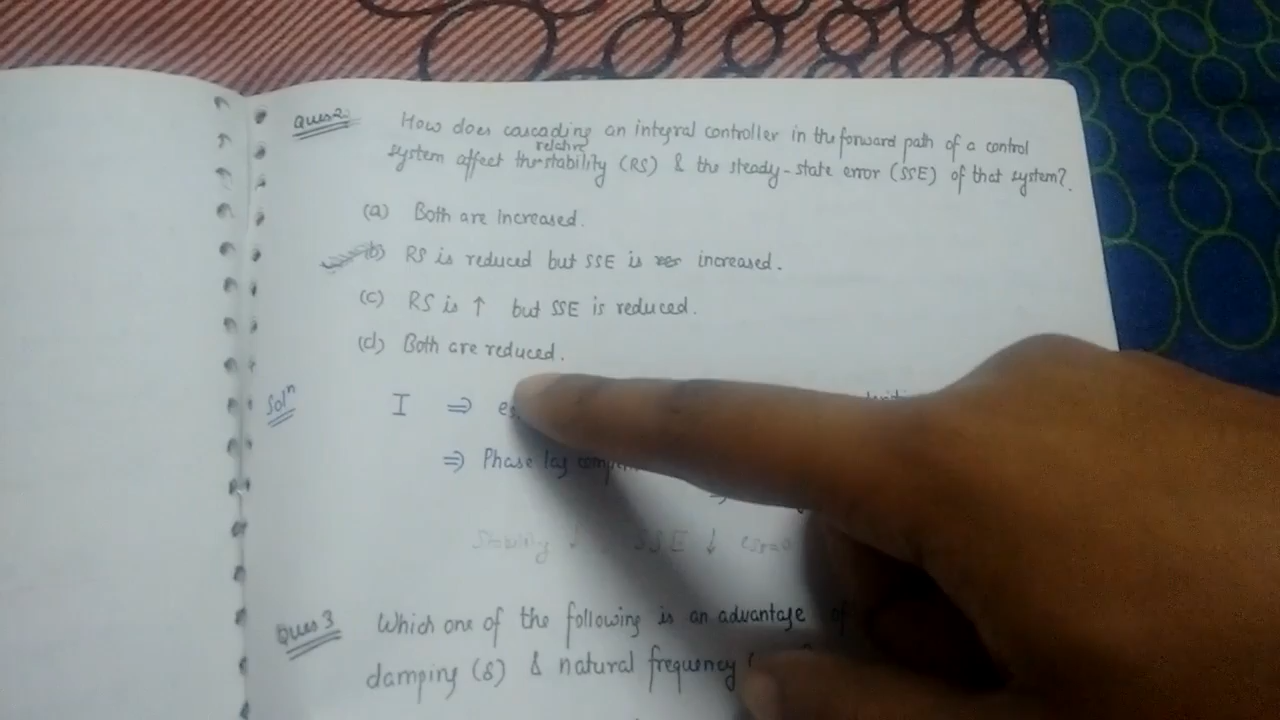 Ques2
How does cascading an integral controller in the forward path of a control
relative
system affect the stability (RS) & the steady-state error (SSE) of that system?
(a) Both are increased.
(b) RS is reduced but SSE is increased.
(c) RS is ↑ but SSE is reduced.
(d) Both are reduced.
Solⁿ
I ⇒
⇒ Phase lag
Stability ↓ SSE ↓
Ques 3
Which one of the following is an advantage of
damping (δ) & natural frequency